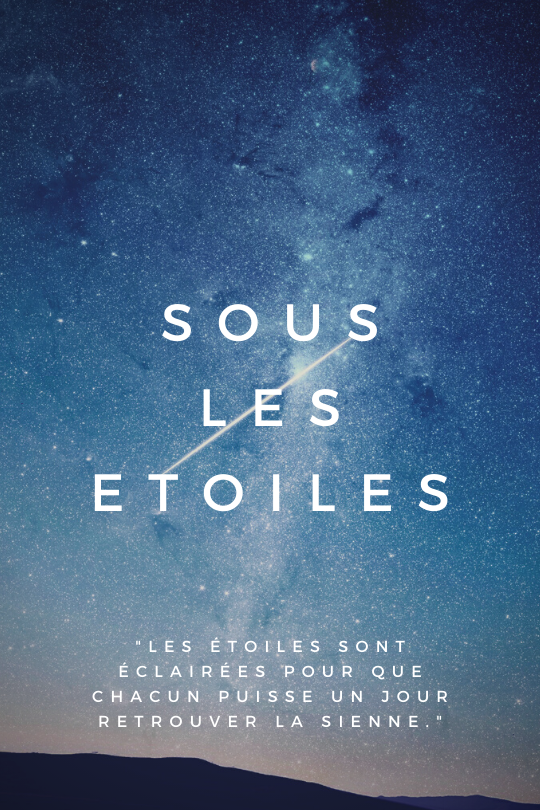 SOUS
LES
ETOILES
"LES ÉTOILES SONT
ÉCLAIRÉES POUR QUE
CHACUN PUISSE UN JOUR
RETROUVER LA SIENNE."